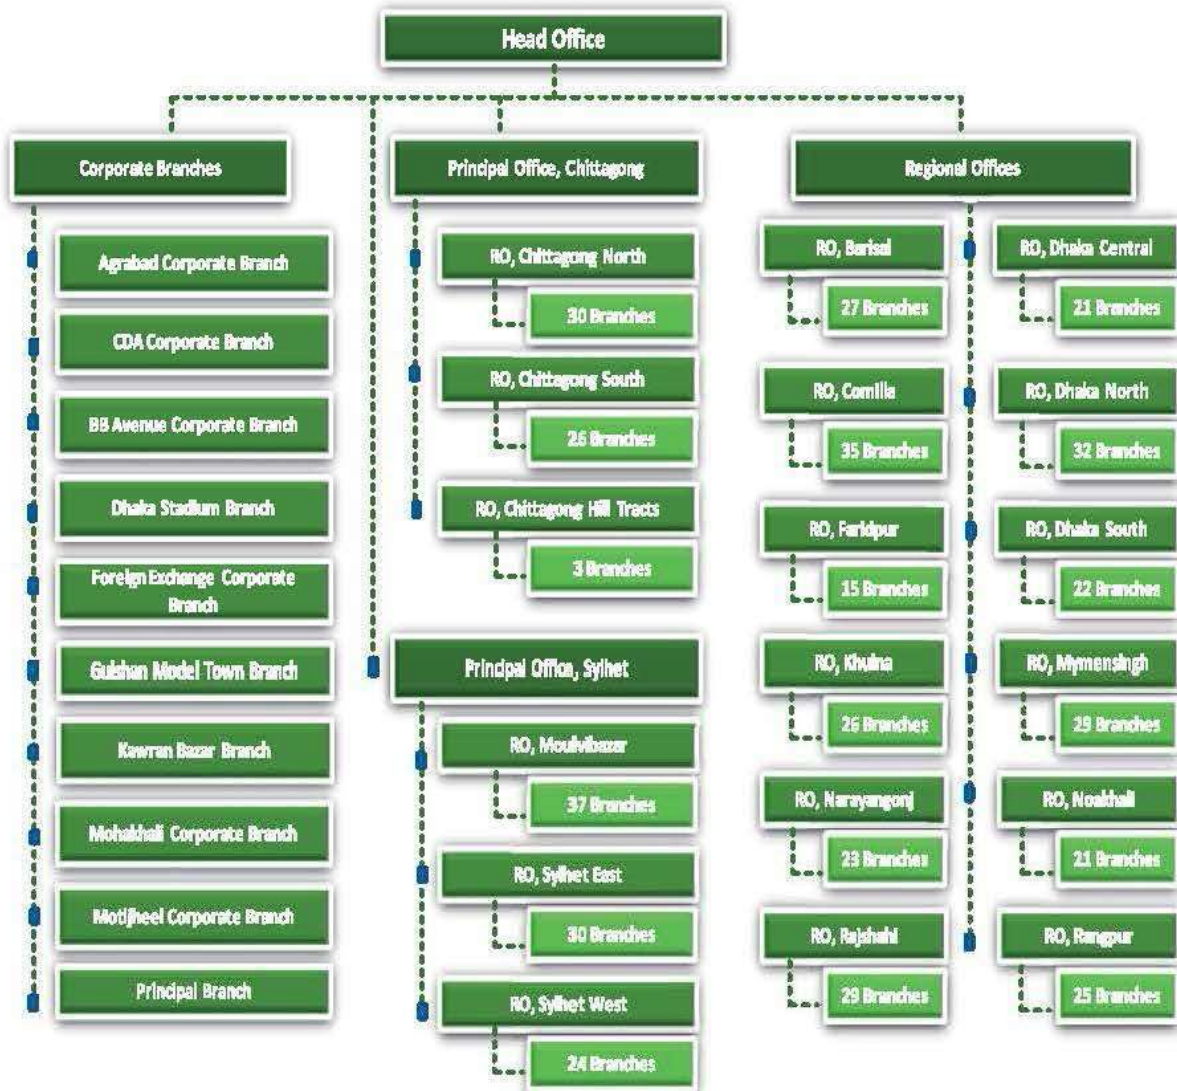 Head Office
Corporate Branches
Agrabad Corporate Branch
CDA Corporate Branch
BB Avenue Corporate Branch
Dhaka Stadium Branch
Foreign Exchange Corporate
Branch
Gulshan Model Town Branch
Kawran Bazar Branch
Mohakhali Corporate Branch
Motijheel Corporate Branch
Principal Branch
Principal Office, Chittagong
RO, Chittagong North
30 Branches
RO, Chittagong South
26 Branches
RO, Chittagong Hill Tracts
3 Branches
Principal Office, Sylhet
RO, Moulvibazar
37 Branches
RO, Sylhet East
30 Branches
RO, Sylhet West
24 Branches
Regional Offices
RO, Barisal
27 Branches
RO, Comilla
35 Branches
RO, Faridpur
15 Branches
RO, Khulna
26 Branches
RO, Narayangonj
23 Branches
RO, Rajshahi
29 Branches
RO, Dhaka Central
21 Branches
RO, Dhaka North
32 Branches
RO, Dhaka South
22 Branches
RO, Mymensingh
29 Branches
RO, Noakhali
21 Branches
RO, Rangpur
25 Branches